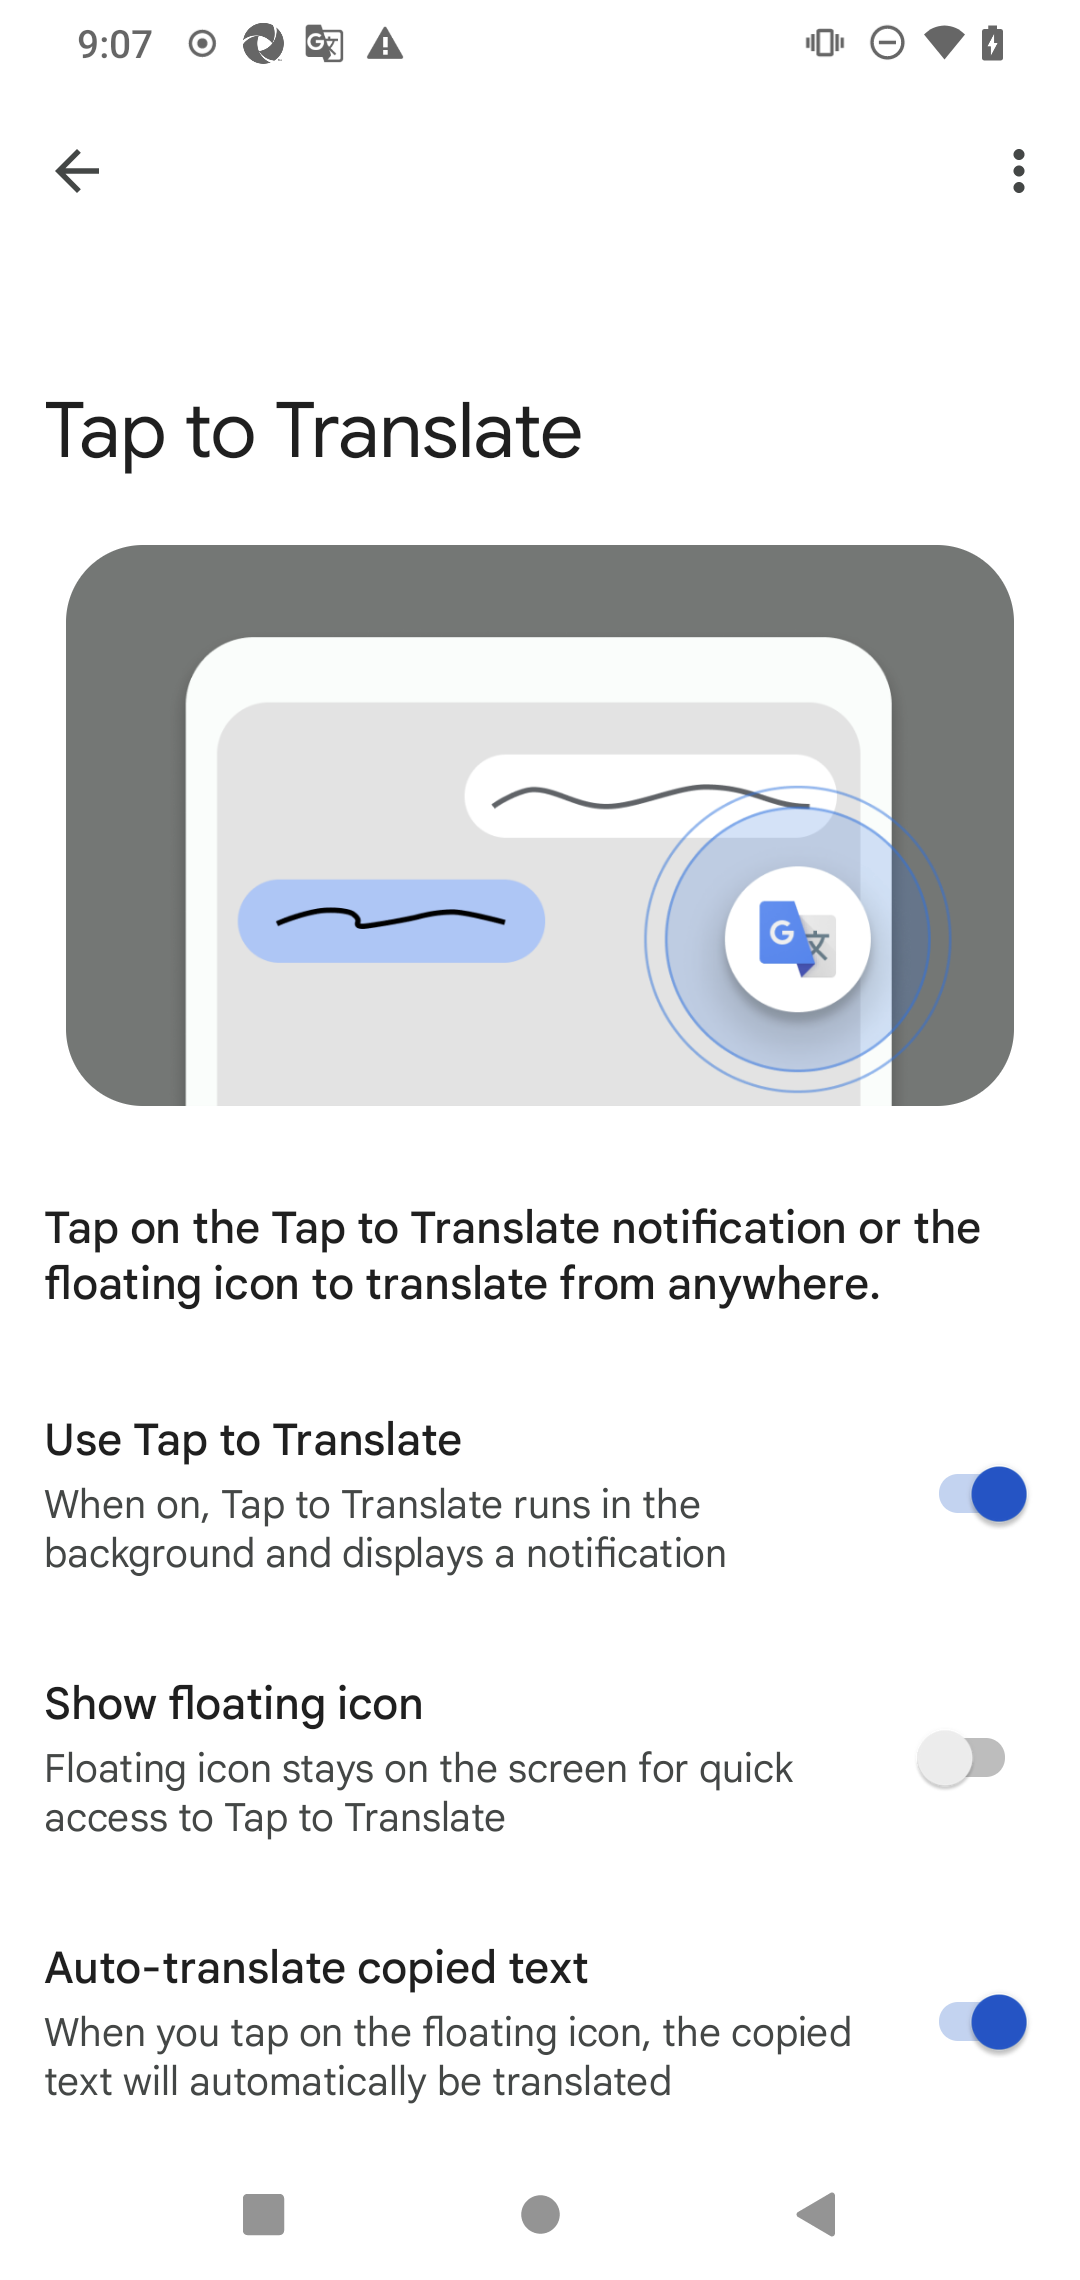 9:07
Tap to Translate
G
Tap on the Tap to Translate notification or the
floating icon to translate from anywhere.
Use Tap to Translate
When on, Tap to Translate runs in the
background and displays a notification
Show floating icon
Floating icon stays on the screen for quick
access to Tap to Translate
Auto-translate copied text
When you tap on the floating icon, the copied
text will automatically be translated